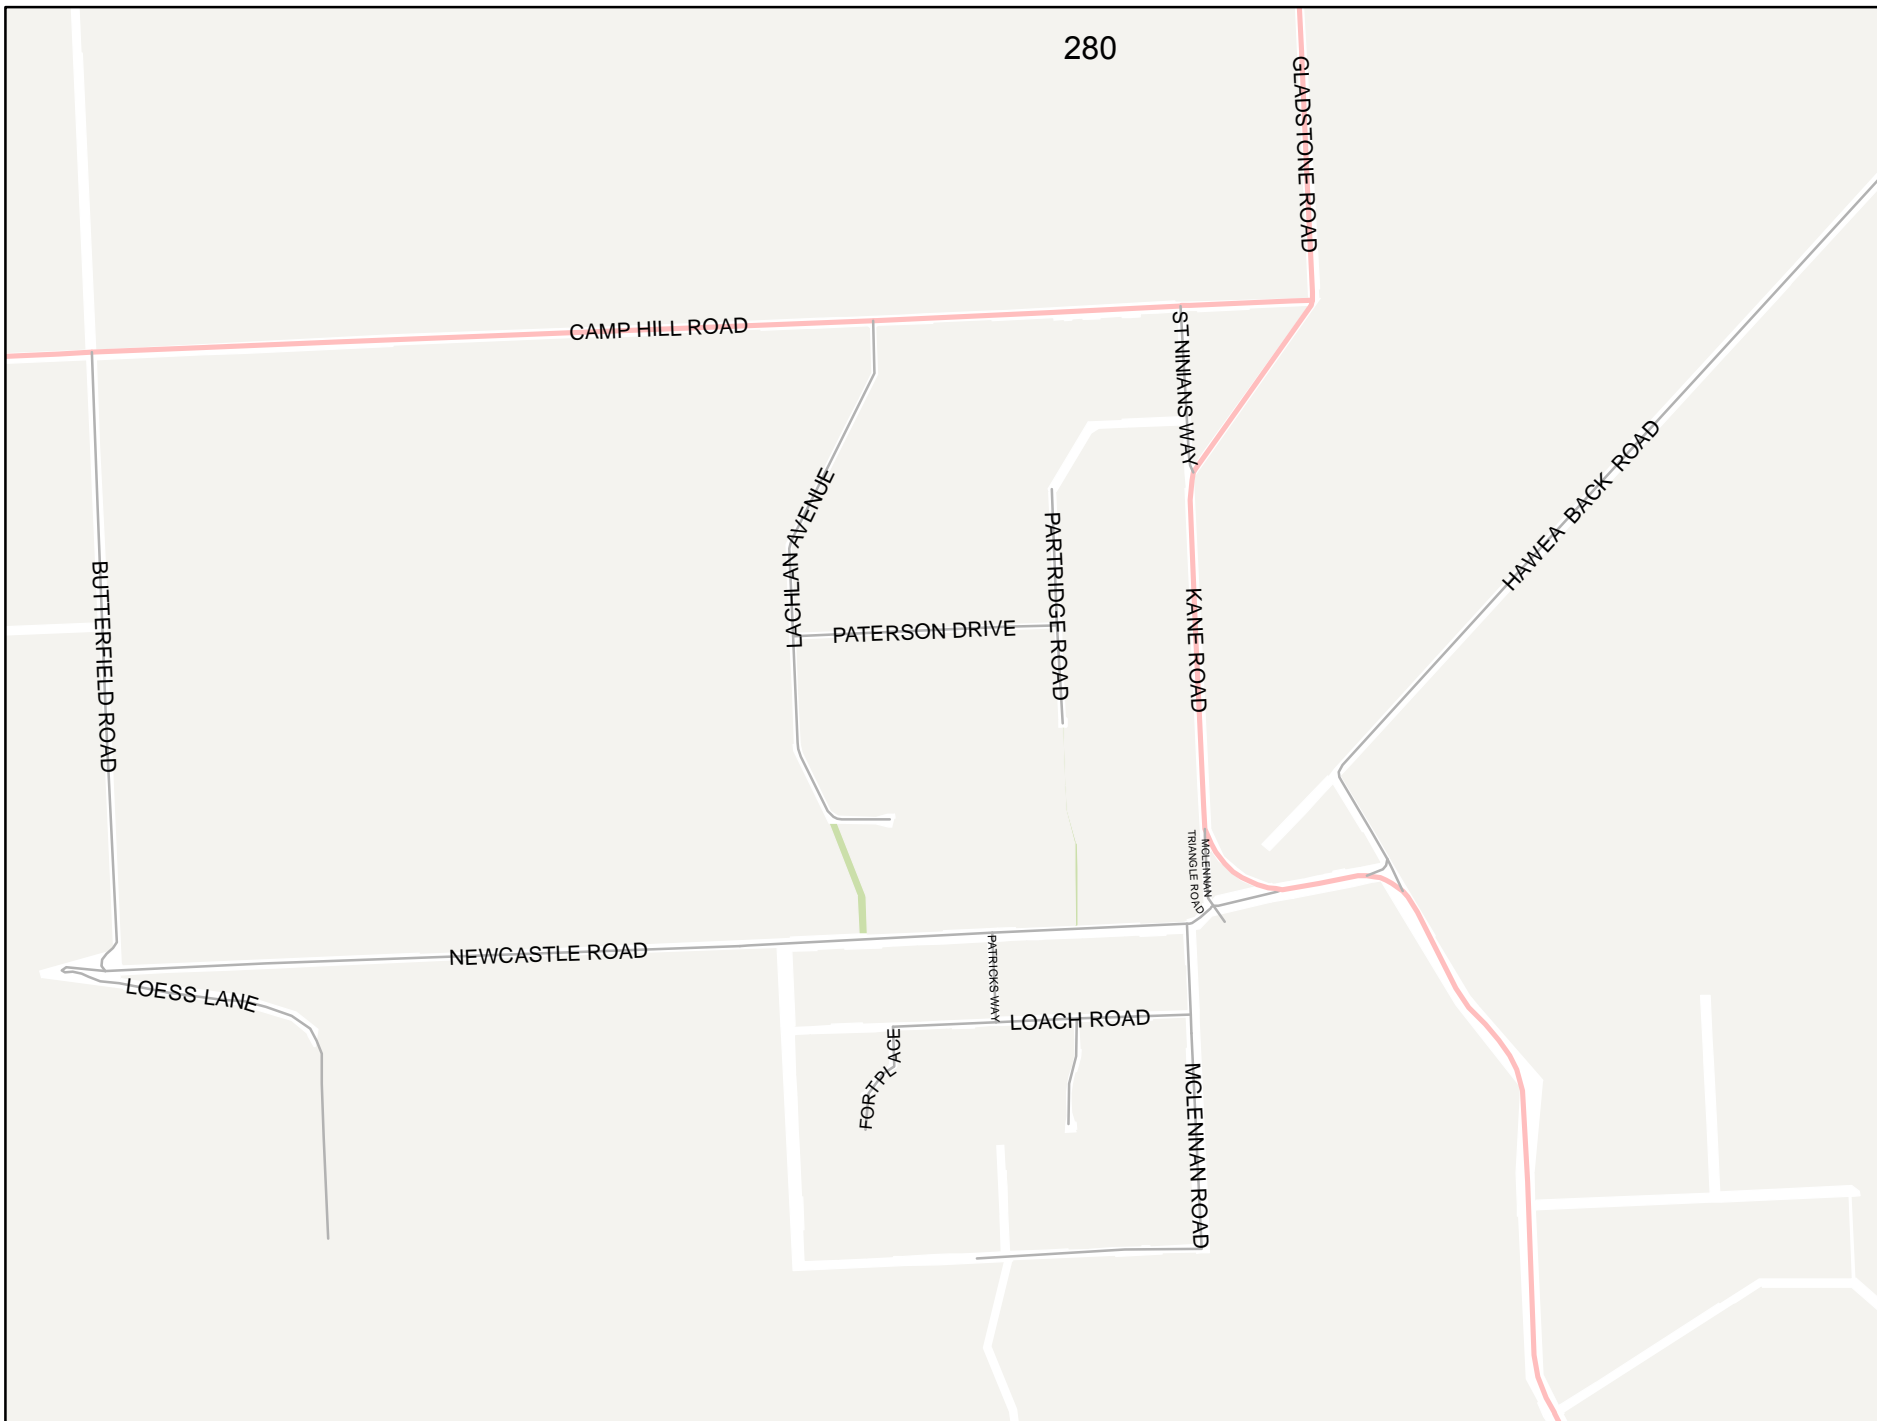 280
GLADSTONE ROAD
CAMP HILL ROAD
ST NINIANS WAY
HAWEA BACK ROAD
LACHLAN AVENUE
PARTRIDGE ROAD
BUTTERFIELD ROAD
KANE ROAD
PATERSON DRIVE
MCLENNAN
TRIANGLE ROAD
NEWCASTLE ROAD
PATRICKS WAY
LOESS LANE
LOACH ROAD
FORT PLACE
MCLENNAN ROAD